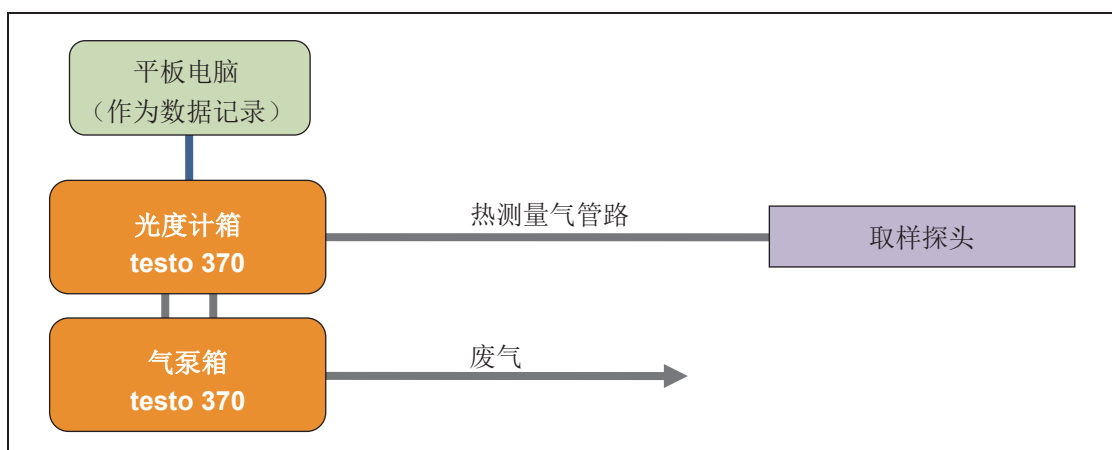 平板电脑
（作为数据记录）
光度计箱
testo 370
热测量气管路
取样探头
气泵箱
testo 370
废气